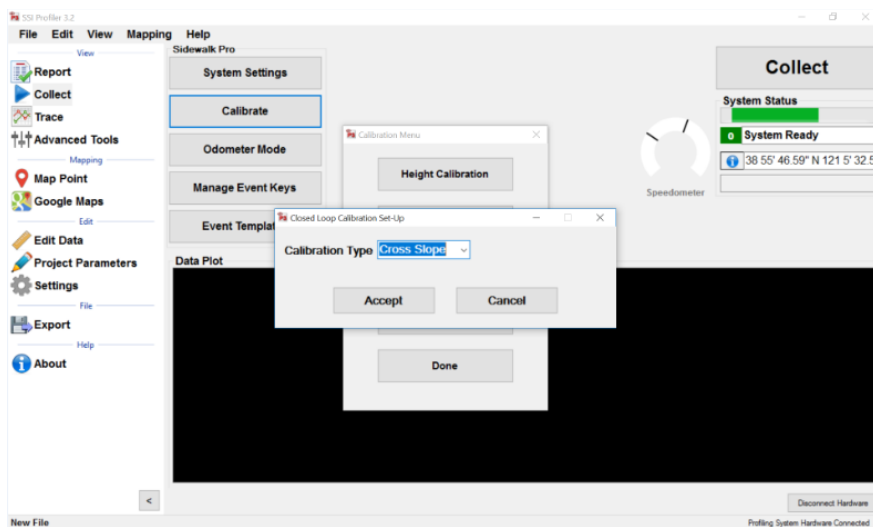 SSI Profiler 3.2
File Edit View Mapping Help
View
Report
Collect
Trace
Advanced Tools
Mapping
Map Point
Google Maps
Edit
Edit Data
Project Parameters
Settings
File
Export
Help
About
<
New File
Sidewalk Pro
System Settings
Calibrate
Odometer Mode
Manage Event Keys
Event Templat
Data Plot
Calibration Menu
Height Calibration
Closed Loop Calibration Set-Up
Calibration Type Cross Slope
Accept Cancel
Done
Speedometer
Collect
System Status
0 System Ready
38 55' 46.59" N 121 5' 32.5
Disconnect Hardware
Profiling System Hardware Connected